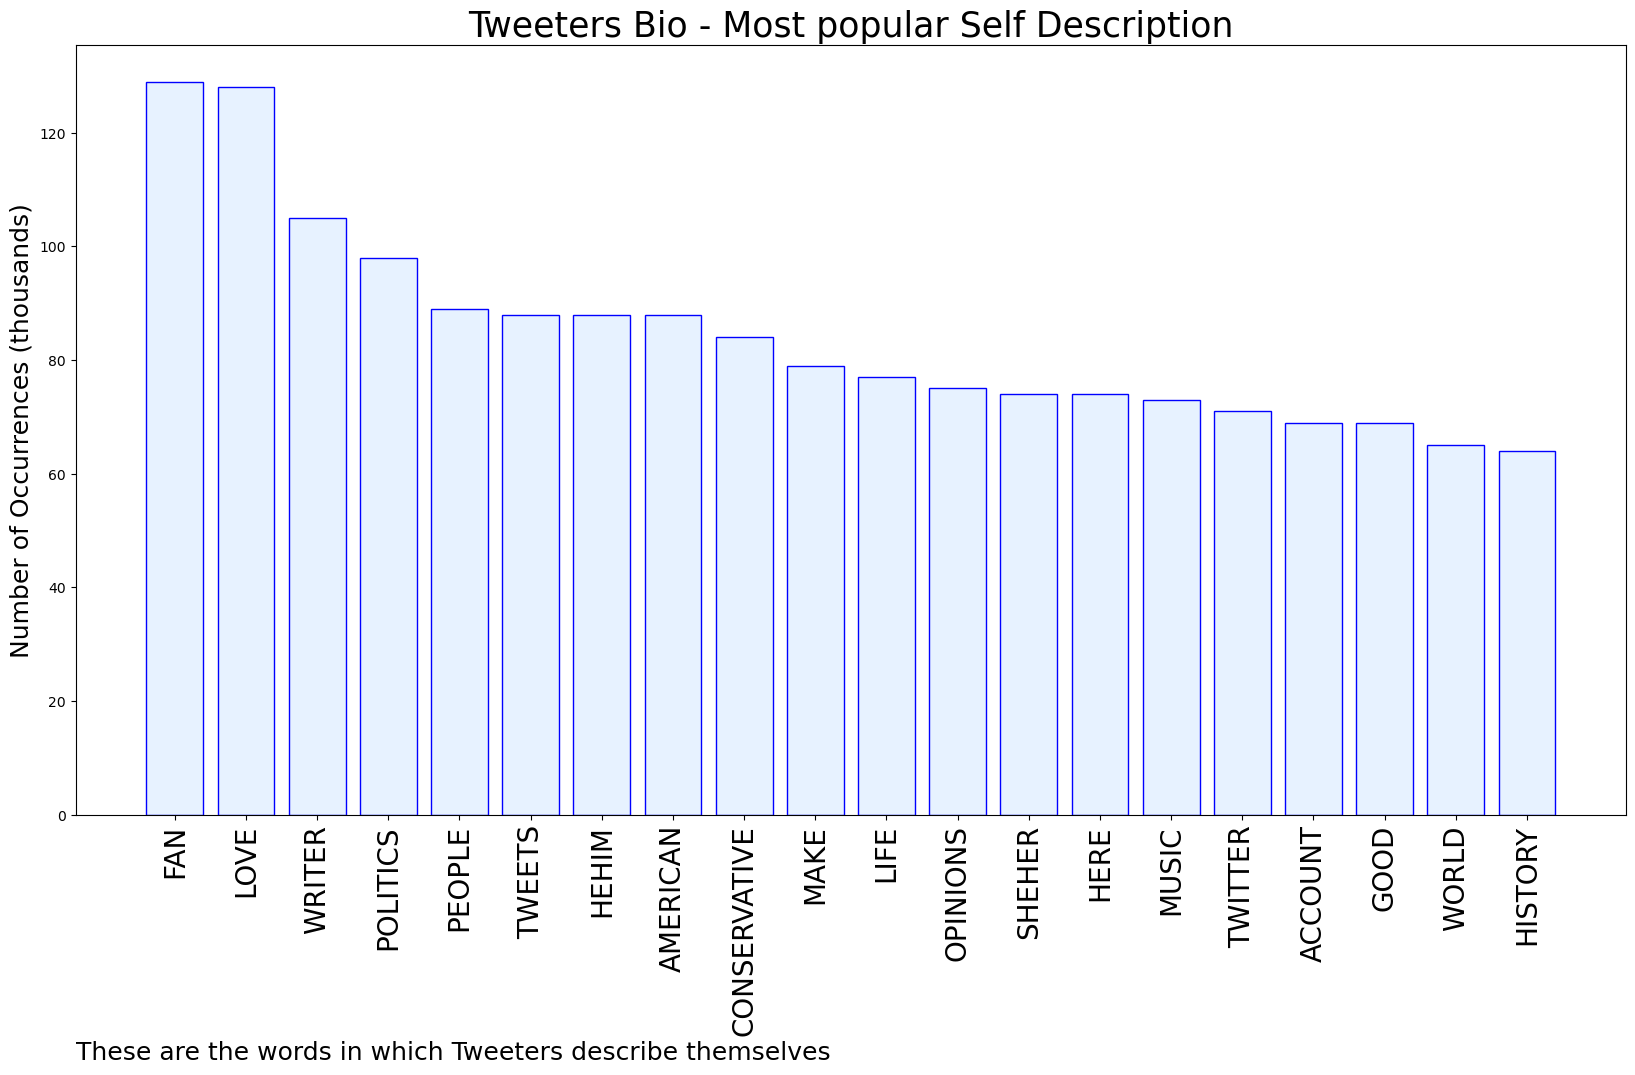 Tweeters Bio - Most popular Self Description
Number of Occurrences (thousands)
120
100
80
60
40
20
0
FAN
LOVE
WRITER
POLITICS
PEOPLE
TWEETS
HEHIM
AMERICAN
CONSERVATIVE
MAKE
LIFE
OPINIONS
SHEHER
HERE
MUSIC
TWITTER
ACCOUNT
GOOD
WORLD
HISTORY
These are the words in which Tweeters describe themselves